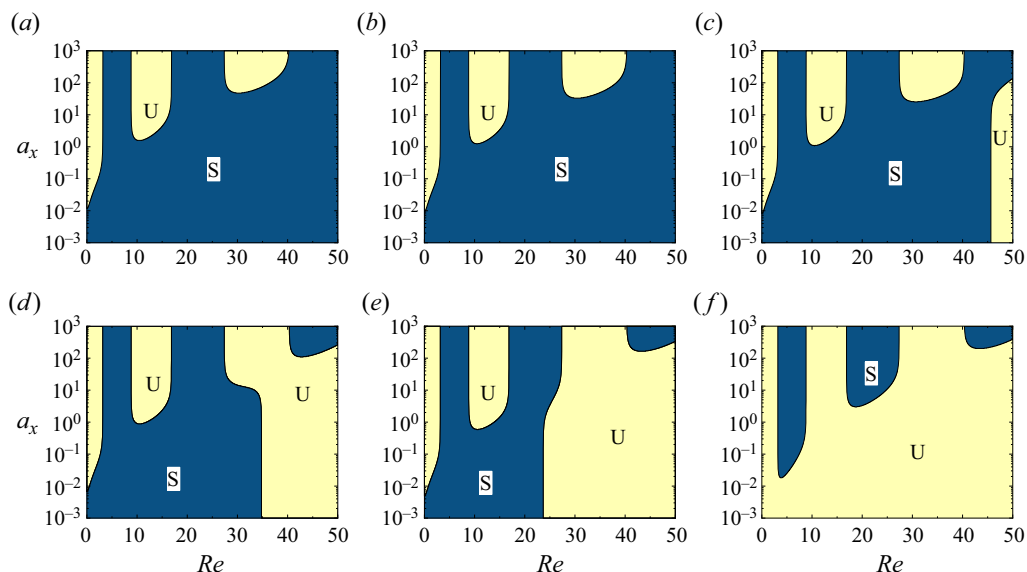 (a) (b) (c)
10³ 10³ 10³
10² 10² 10²
10¹ U 10¹ U 10¹ U U
aₓ 10⁰ 10⁰ 10⁰
10⁻¹ S 10⁻¹ S 10⁻¹ S
10⁻² 10⁻² 10⁻²
10⁻³ 10⁻³ 10⁻³
0 10 20 30 40 50 0 10 20 30 40 50 0 10 20 30 40 50
(d) (e) (f)
10³ 10³ 10³
10² 10² 10² S
10¹ U U 10¹ U 10¹
aₓ 10⁰ 10⁰ U 10⁰
10⁻¹ 10⁻¹ 10⁻¹ U
10⁻² S 10⁻² S 10⁻²
10⁻³ 10⁻³ 10⁻³
0 10 20 30 40 50 0 10 20 30 40 50 0 10 20 30 40 50
Re Re Re